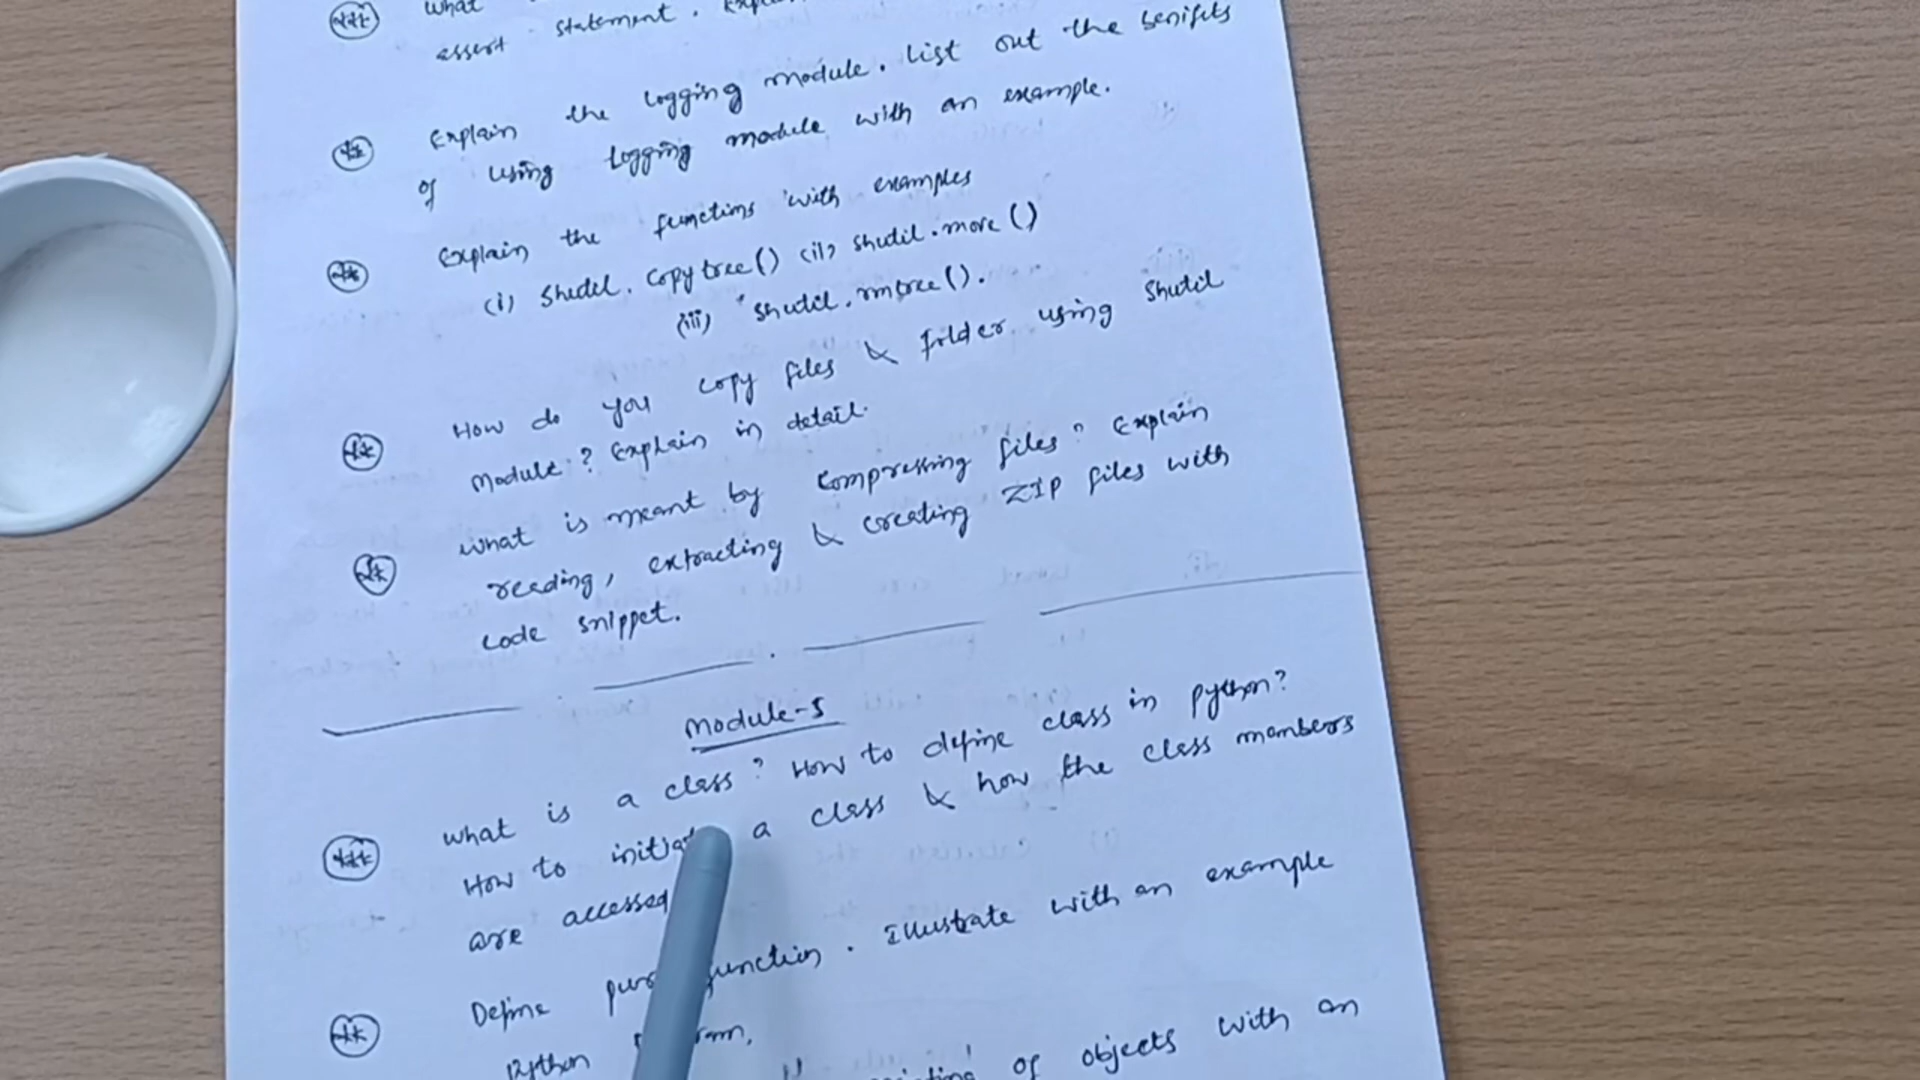 what
assert statement. Expl
Explain the logging module. List out the benifits
of using logging module with an example.
Explain the functions with examples
(i) Shutil. copytree() (ii) shutil.move()
(iii) shutil.rmtree().
How do you copy files & folder using shutil
Module? Explain in detail.
what is meant by compressing files? Explain
reading, extracting & creating ZIP files with
code snippet.
Module-5
What is a class? How to define class in python?
How to initiat a class & how the class members
are accessed
Define pure function. Illustrate with an example
python
of objects with an